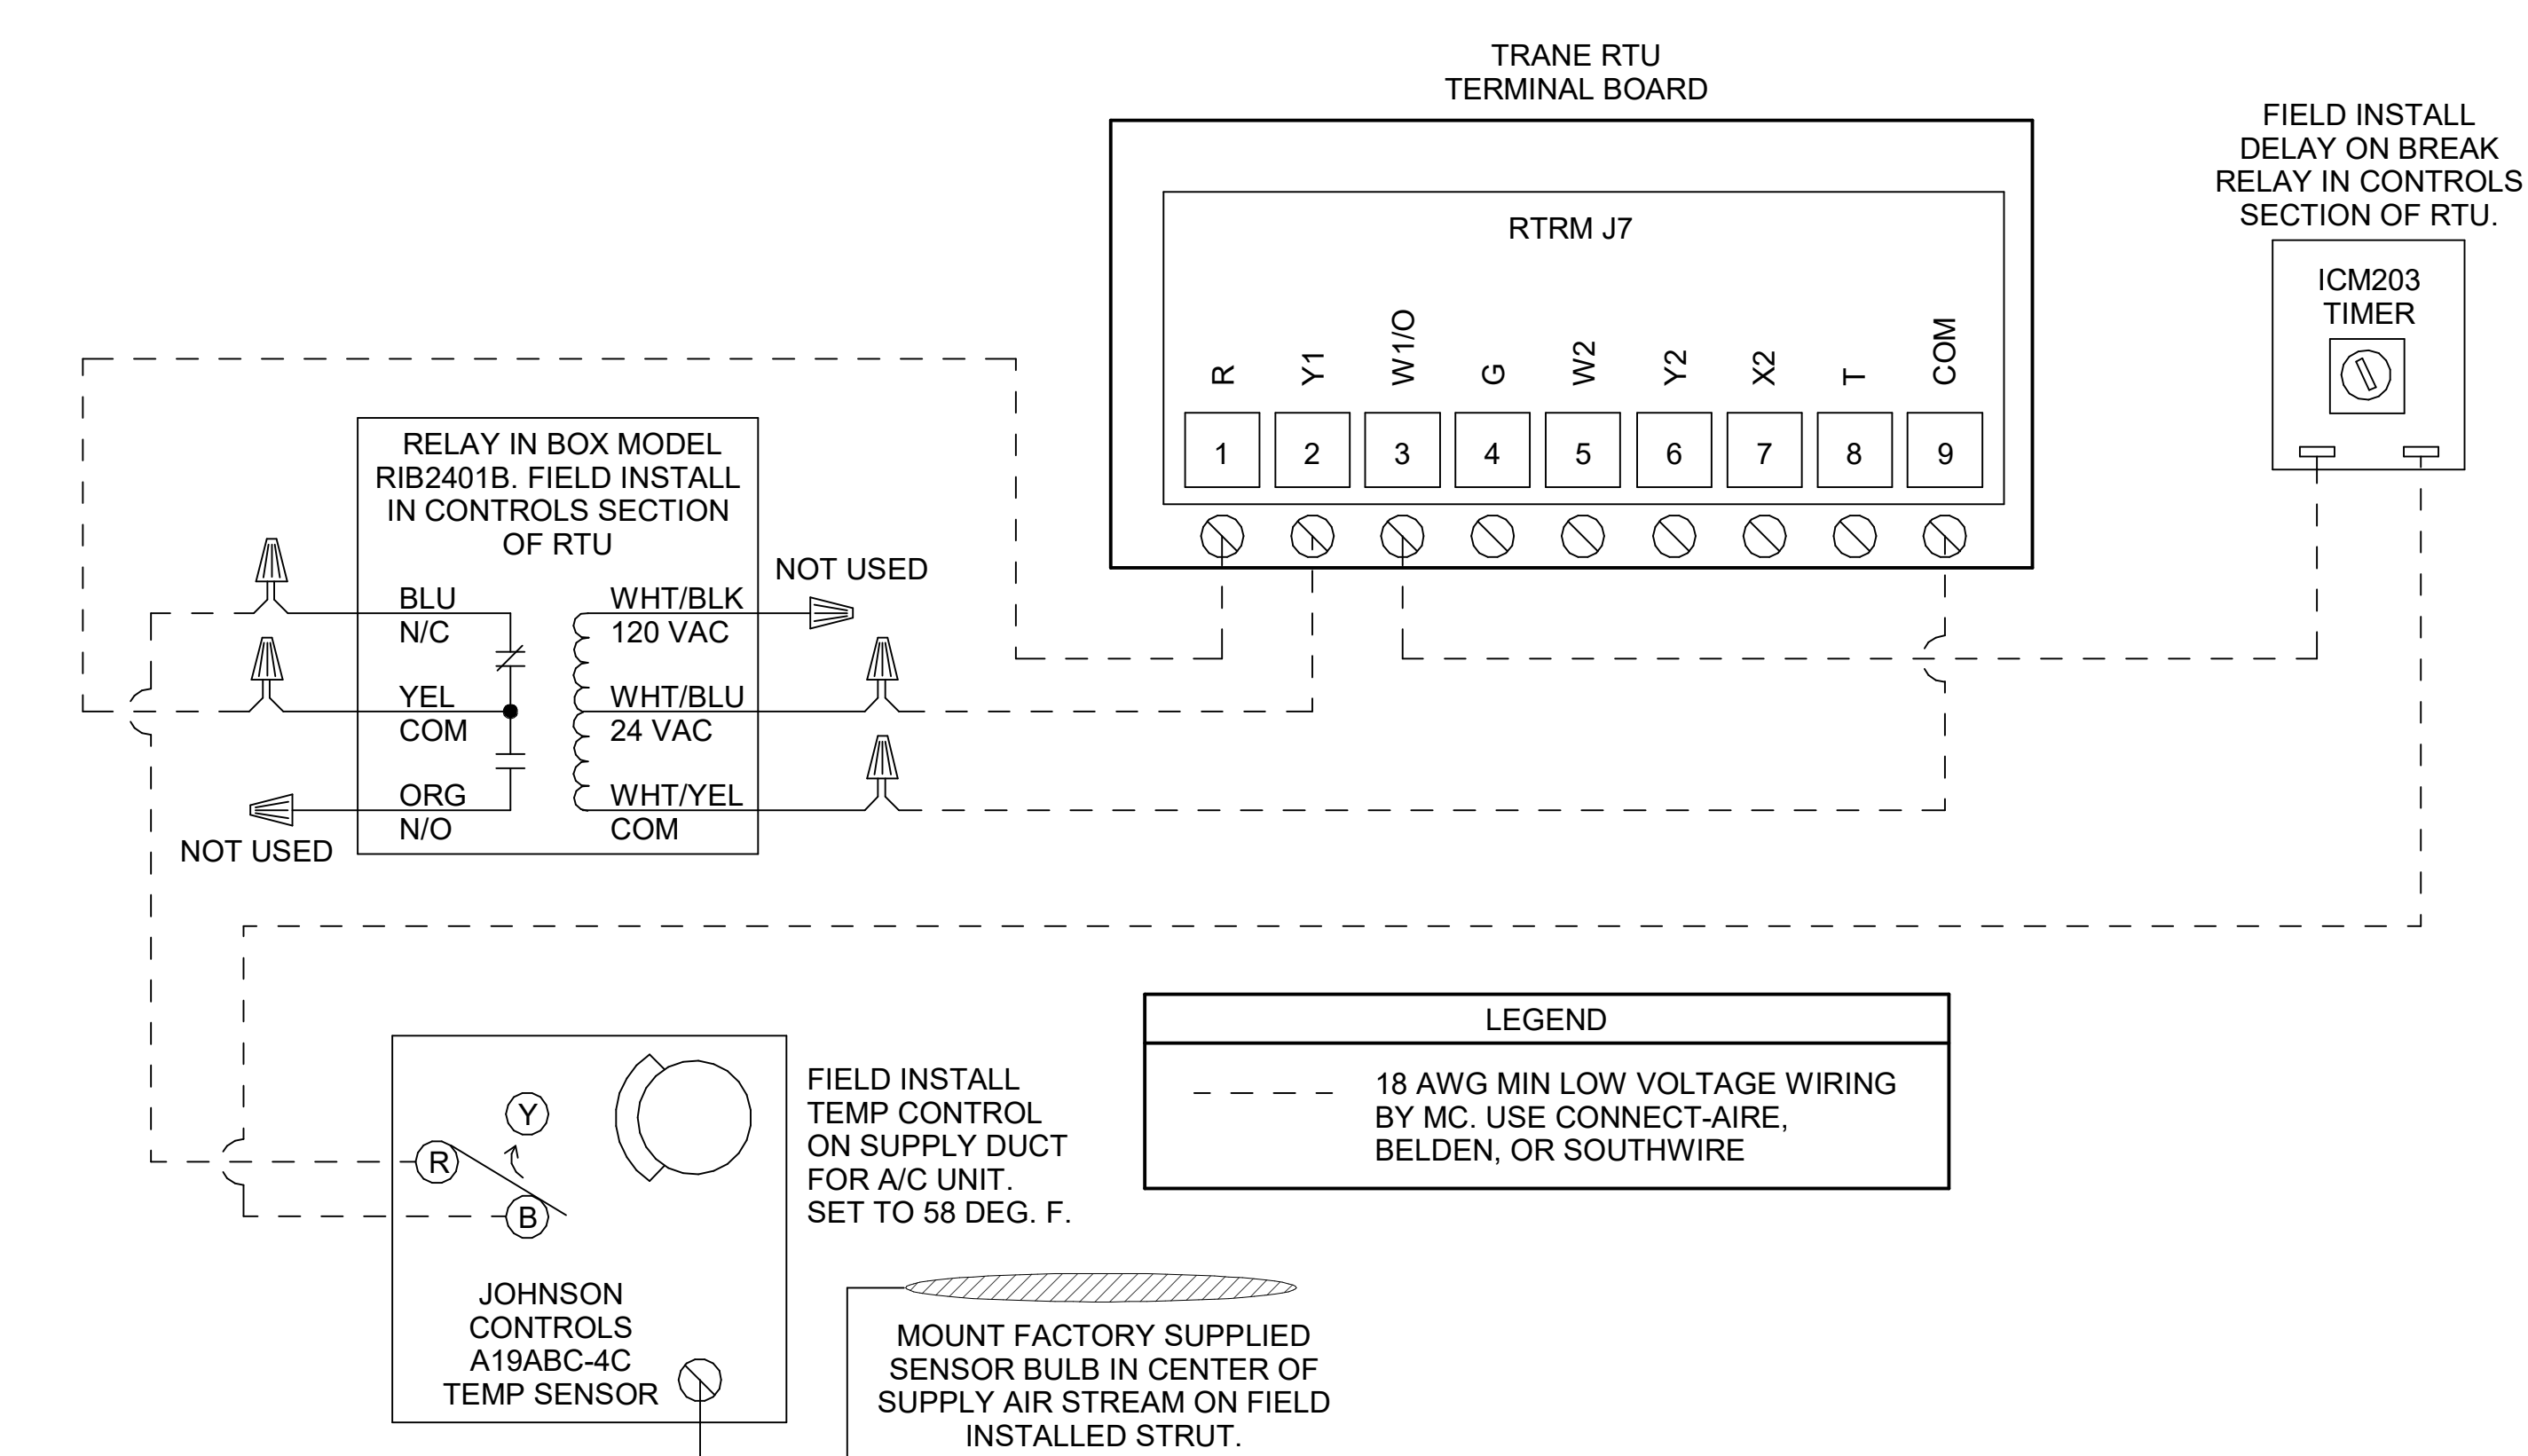 TRANE RTU
TERMINAL BOARD
FIELD INSTALL
DELAY ON BREAK
RELAY IN CONTROLS
SECTION OF RTU.
ICM203
TIMER
RTRM J7
R
Y1
W1/O
G
W2
Y2
X2
T
COM
1
2
3
4
5
6
7
8
9
RELAY IN BOX MODEL
RIB2401B. FIELD INSTALL
IN CONTROLS SECTION
OF RTU
NOT USED
BLU
N/C
WHT/BLK
120 VAC
YEL
COM
WHT/BLU
24 VAC
ORG
N/O
WHT/YEL
COM
NOT USED
LEGEND
18 AWG MIN LOW VOLTAGE WIRING
BY MC. USE CONNECT-AIRE,
BELDEN, OR SOUTHWIRE
Y
R
B
FIELD INSTALL
TEMP CONTROL
ON SUPPLY DUCT
FOR A/C UNIT.
SET TO 58 DEG. F.
JOHNSON
CONTROLS
A19ABC-4C
TEMP SENSOR
MOUNT FACTORY SUPPLIED
SENSOR BULB IN CENTER OF
SUPPLY AIR STREAM ON FIELD
INSTALLED STRUT.